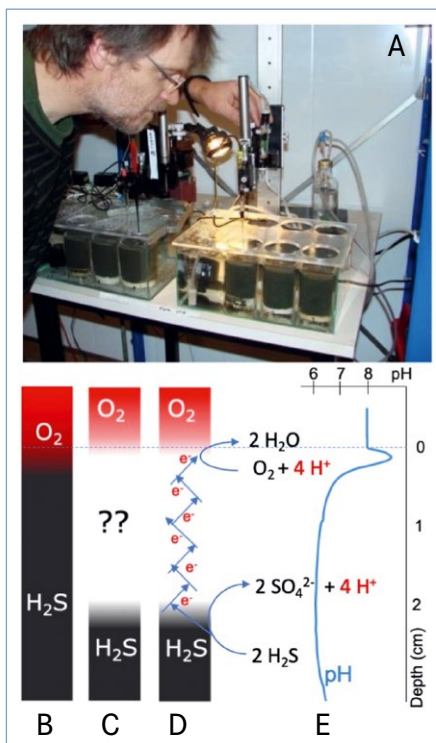 A
6 7 8 pH
O₂
O₂
O₂
2 H₂O
0
e⁻
O₂ + 4 H⁺
e⁻
??
e⁻
1
e⁻
e⁻
2 SO₄²⁻ + 4 H⁺
e⁻
2
H₂S
H₂S
H₂S
2 H₂S
pH
Depth (cm)
B C D E